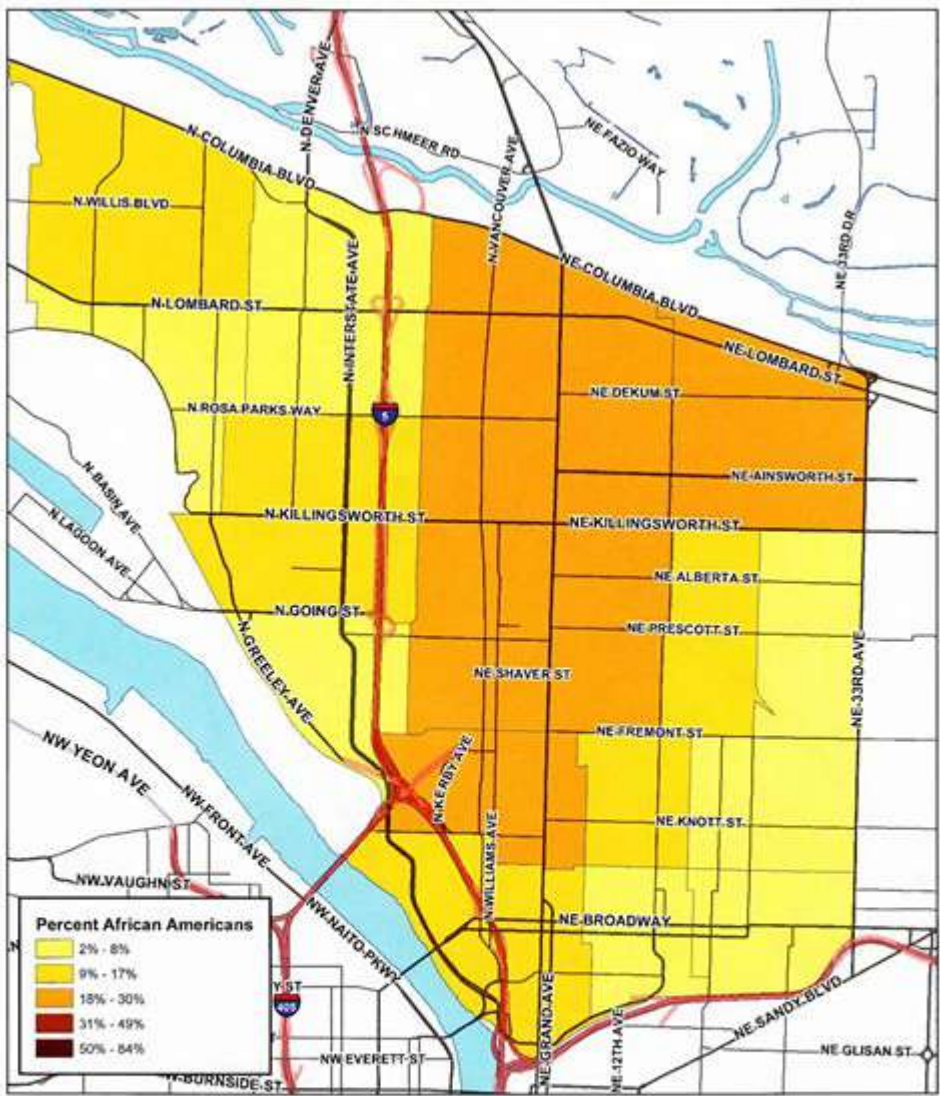 N DENVER AVE
N SCHMEER RD
N COLUMBIA BLVD
NE FAZIO WAY
N VANCOUVER AVE
N WILLIS BLVD
NE 33RD DR
NE COLUMBIA BLVD
N INTERSTATE AVE
N LOMBARD ST
NE LOMBARD ST
NE DEKUM ST
N ROSA PARKS WAY
5
N BASIN AVE
NE AINSWORTH ST
N LAGOON AVE
N KILLINGSWORTH ST
NE KILLINGSWORTH ST
NE ALBERTA ST
N GOING ST
NE PRESCOTT ST
N GREELEY AVE
NE SHAVER ST
NE 33RD AVE
NE FREMONT ST
NW YEON AVE
N KERBY AVE
NW FRONT AVE
NE KNOTT ST
NW VAUGHN ST
N WILLIAMS AVE
NE BROADWAY
NW NAITO PKWY
Percent African Americans
2% - 8%
9% - 17%
18% - 30%
31% - 49%
50% - 84%
Y ST
405
NE GRAND AVE
NE 12TH AVE
NE SANDY BLVD
NW EVERETT ST
NE GLISAN ST
W BURNSIDE ST